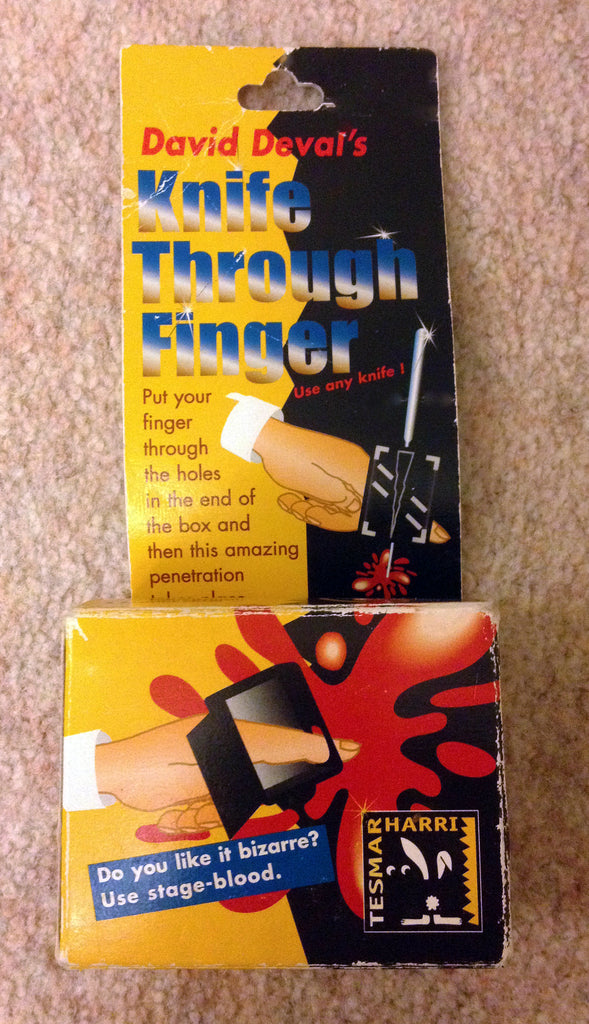 David Deval's
Knife
Through
Finger
Use any knife !
Put your
finger
through
the holes
in the end of
the box and
then this amazing
penetration
Do you like it bizarre?
Use stage-blood.
TESMAR
HARRI